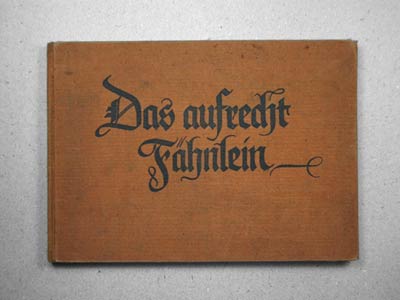 Das aufrecht
Fähnlein